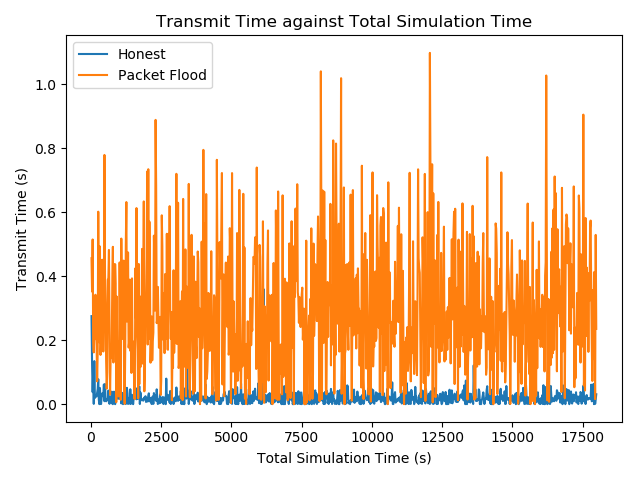 Transmit Time against Total Simulation Time
Honest
Packet Flood
Transmit Time (s)
1.0
0.8
0.6
0.4
0.2
0.0
0
2500
5000
7500
10000
12500
15000
17500
Total Simulation Time (s)